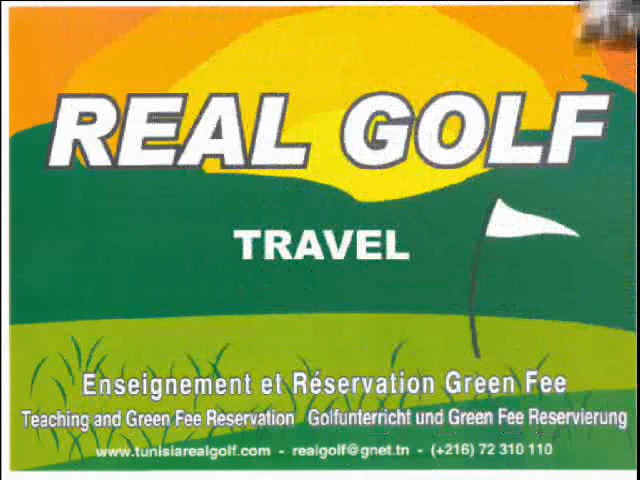 REAL GOLF
TRAVEL
Enseignement et Réservation Green Fee
Teaching and Green Fee Reservation Golfunterricht und Green Fee Reservierung
www.tunisiarealgolf.com - realgolf@gnet.tn - (+216) 72 310 110